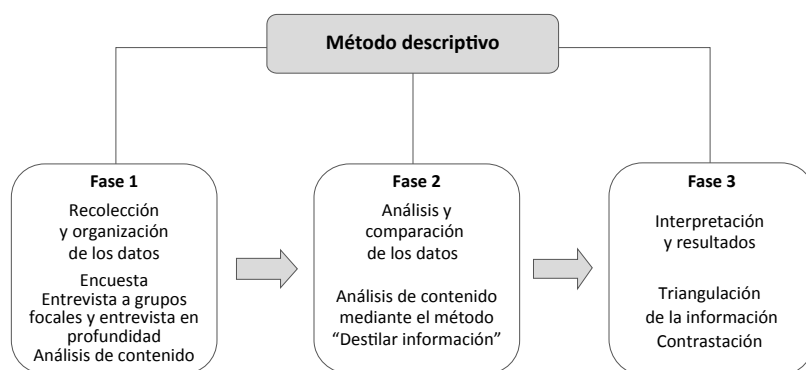 Método descriptivo
Fase 1
Recolección
y organización
de los datos
Encuesta
Entrevista a grupos
focales y entrevista en
profundidad
Análisis de contenido
Fase 2
Análisis y
comparación
de los datos
Análisis de contenido
mediante el método
“Destilar información”
Fase 3
Interpretación
y resultados
Triangulación
de la información
Contrastación